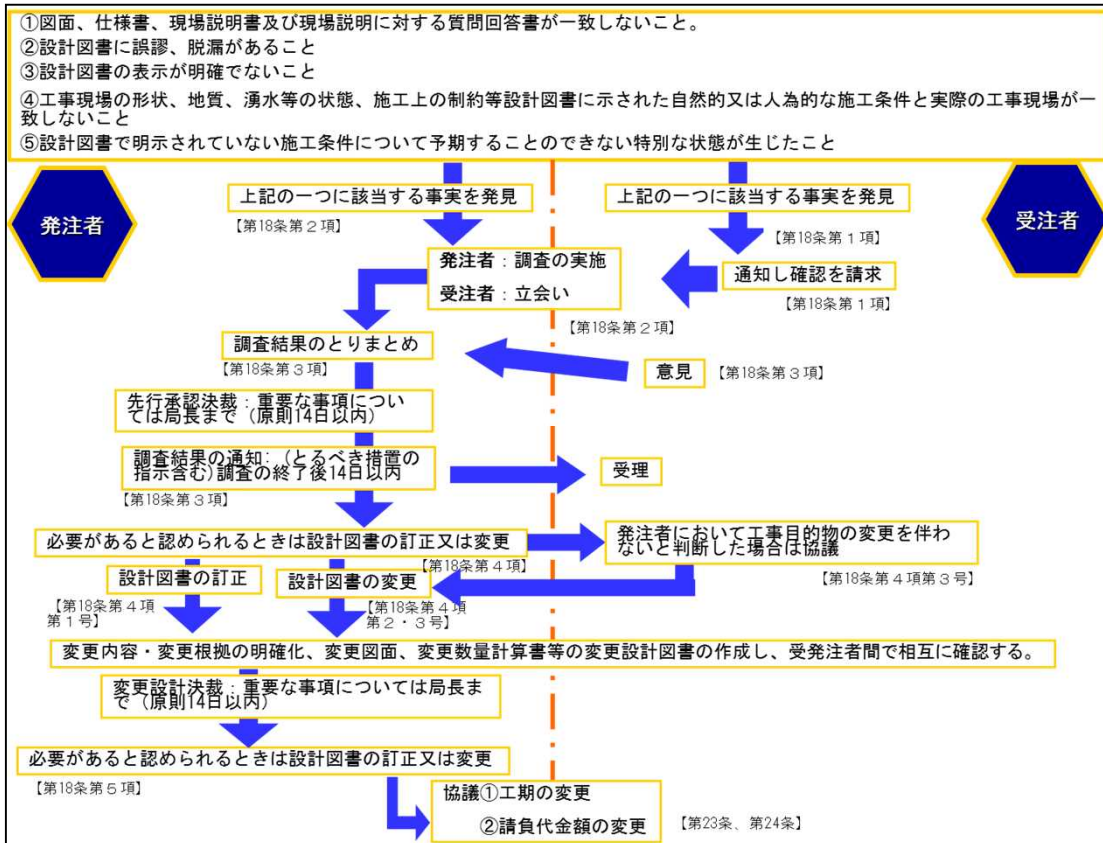 ①図面、仕様書、現場説明書及び現場説明に対する質問回答書が一致しないこと。
②設計図書に誤謬、脱漏があること
③設計図書の表示が明確でないこと
④工事現場の形状、地質、湧水等の状態、施工上の制約等設計図書に示された自然的又は人為的な施工条件と実際の工事現場が一
致しないこと
⑤設計図書で明示されていない施工条件について予期することのできない特別な状態が生じたこと
発注者
受注者
上記の一つに該当する事実を発見
上記の一つに該当する事実を発見
【第18条第２項】
【第18条第１項】
発注者：調査の実施
受注者：立会い
通知し確認を請求
【第18条第１項】
【第18条第２項】
調査結果のとりまとめ
【第18条第３項】
意見
【第18条第３項】
先行承認決裁：重要な事項につい
ては局長まで（原則14日以内）
調査結果の通知:（とるべき措置の
指示含む）調査の終了後14日以内
【第18条第３項】
受理
必要があると認められるときは設計図書の訂正又は変更
【第18条第４項】
発注者において工事目的物の変更を伴わ
ないと判断した場合は協議
【第18条第４項第３号】
設計図書の訂正
【第18条第４項
第１号】
設計図書の変更
【第18条第４項
第２・３号】
変更内容・変更根拠の明確化、変更図面、変更数量計算書等の変更設計図書の作成し、受発注者間で相互に確認する。
変更設計決裁：重要な事項については局長ま
で（原則14日以内）
必要があると認められるときは設計図書の訂正又は変更
【第18条第５項】
協議①工期の変更
②請負代金額の変更
【第23条、第24条】